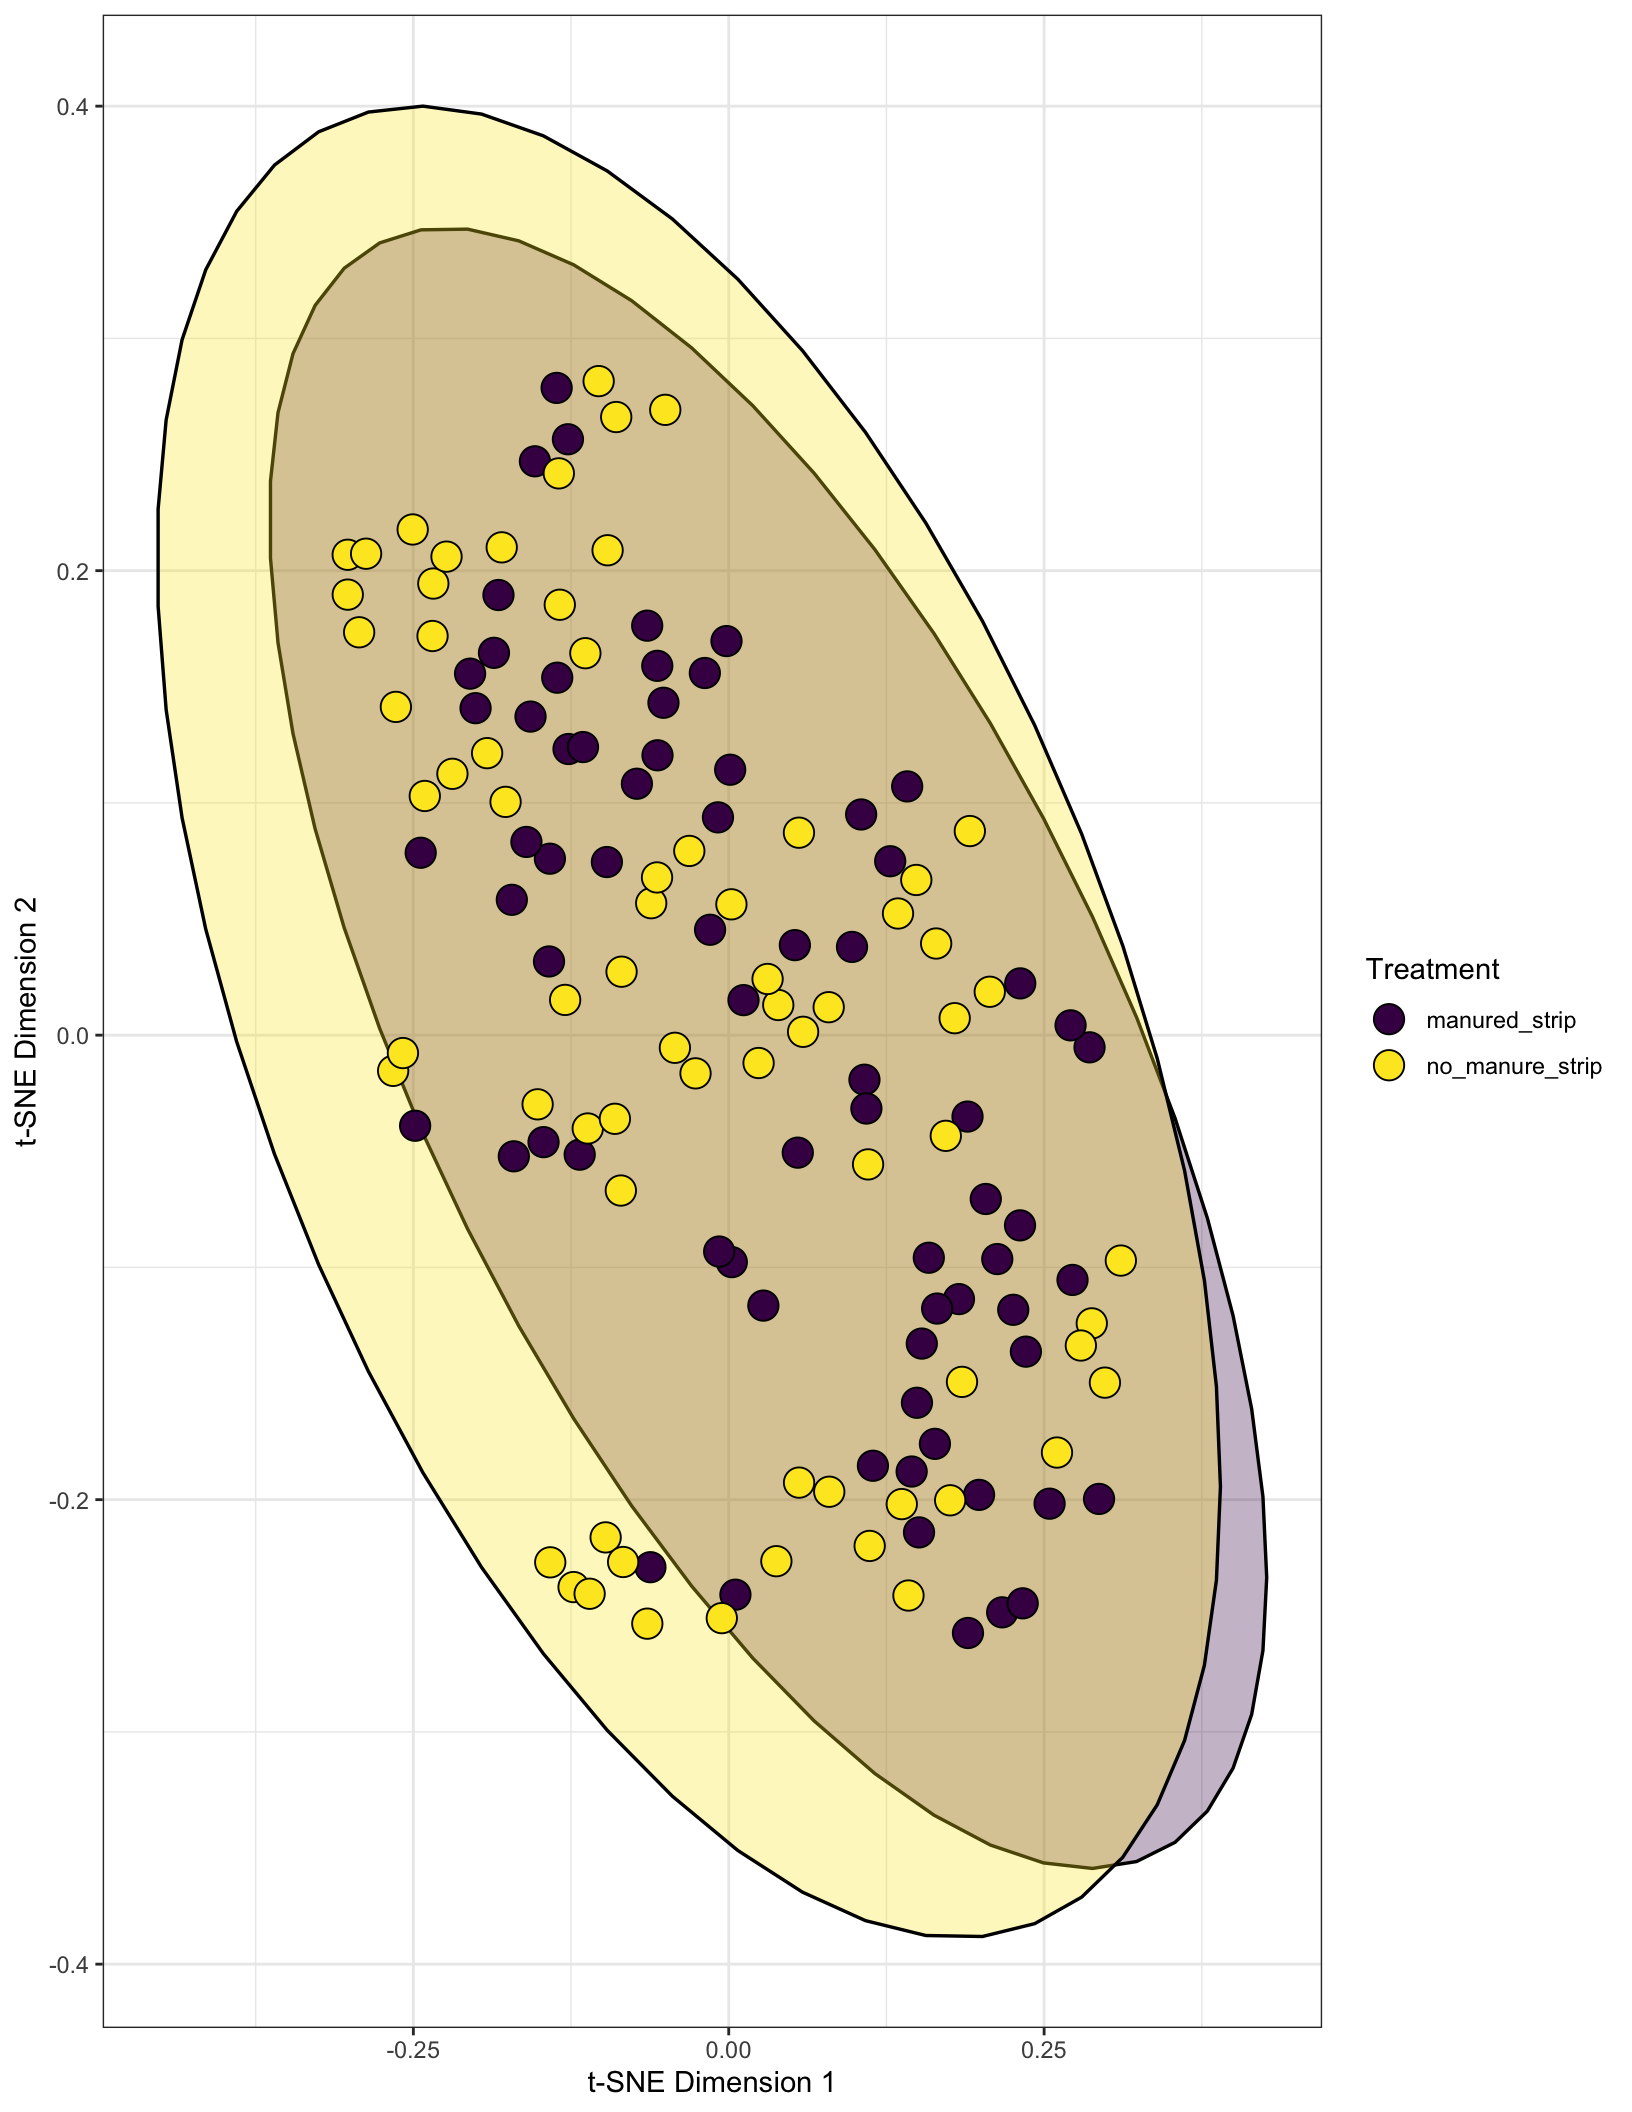 0.4
0.2
0.0
-0.2
-0.4
t-SNE Dimension 2
-0.25
0.00
0.25
t-SNE Dimension 1
Treatment
manured_strip
no_manure_strip